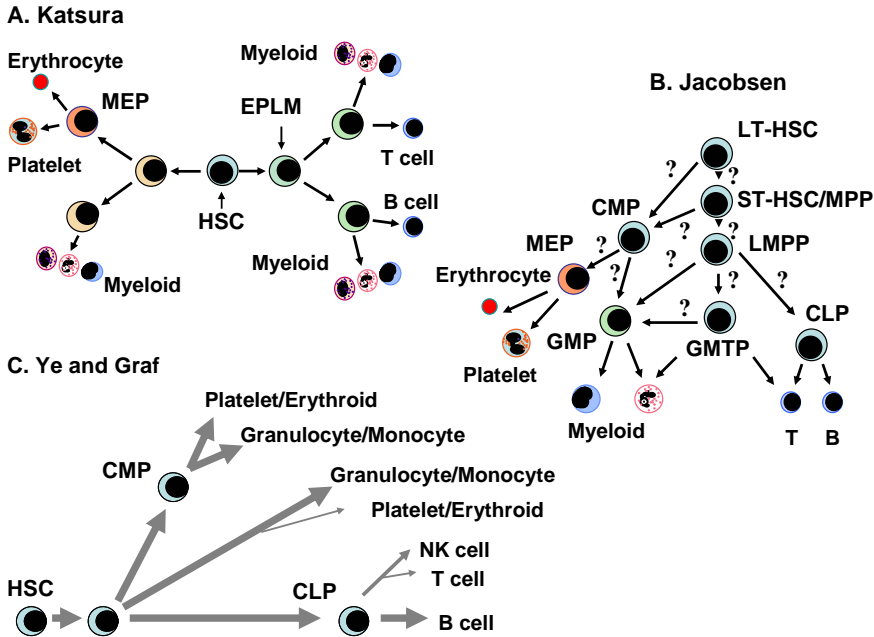 A. Katsura
Erythrocyte
MEP
Platelet
Myeloid
EPLM
Myeloid
T cell
B cell
HSC
Myeloid
B. Jacobsen
LT-HSC
?
?
ST-HSC/MPP
CMP
?
?
LMPP
MEP
?
?
?
?
?
Erythrocyte
?
CLP
GMP
GMTP
Platelet
Myeloid
T
B
C. Ye and Graf
Platelet/Erythroid
Granulocyte/Monocyte
CMP
Granulocyte/Monocyte
Platelet/Erythroid
NK cell
T cell
HSC
CLP
B cell